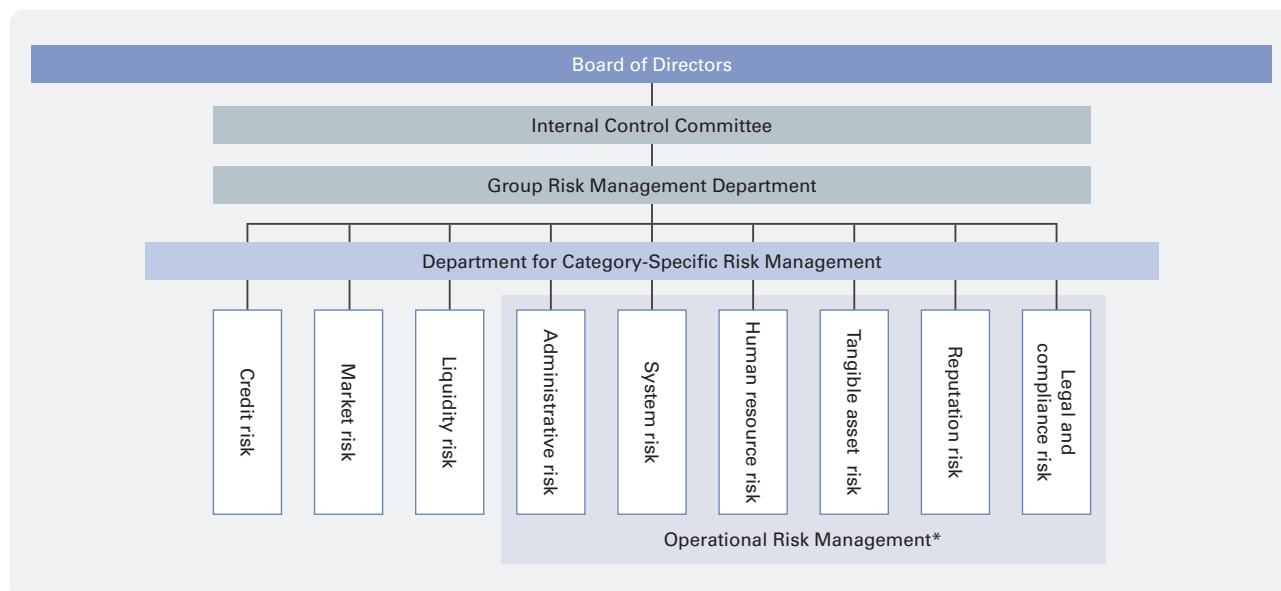 Board of Directors
Internal Control Committee
Group Risk Management Department
Department for Category-Specific Risk Management
Credit risk
Market risk
Liquidity risk
Administrative risk
System risk
Human resource risk
Tangible asset risk
Reputation risk
Legal and
compliance risk
Operational Risk Management*